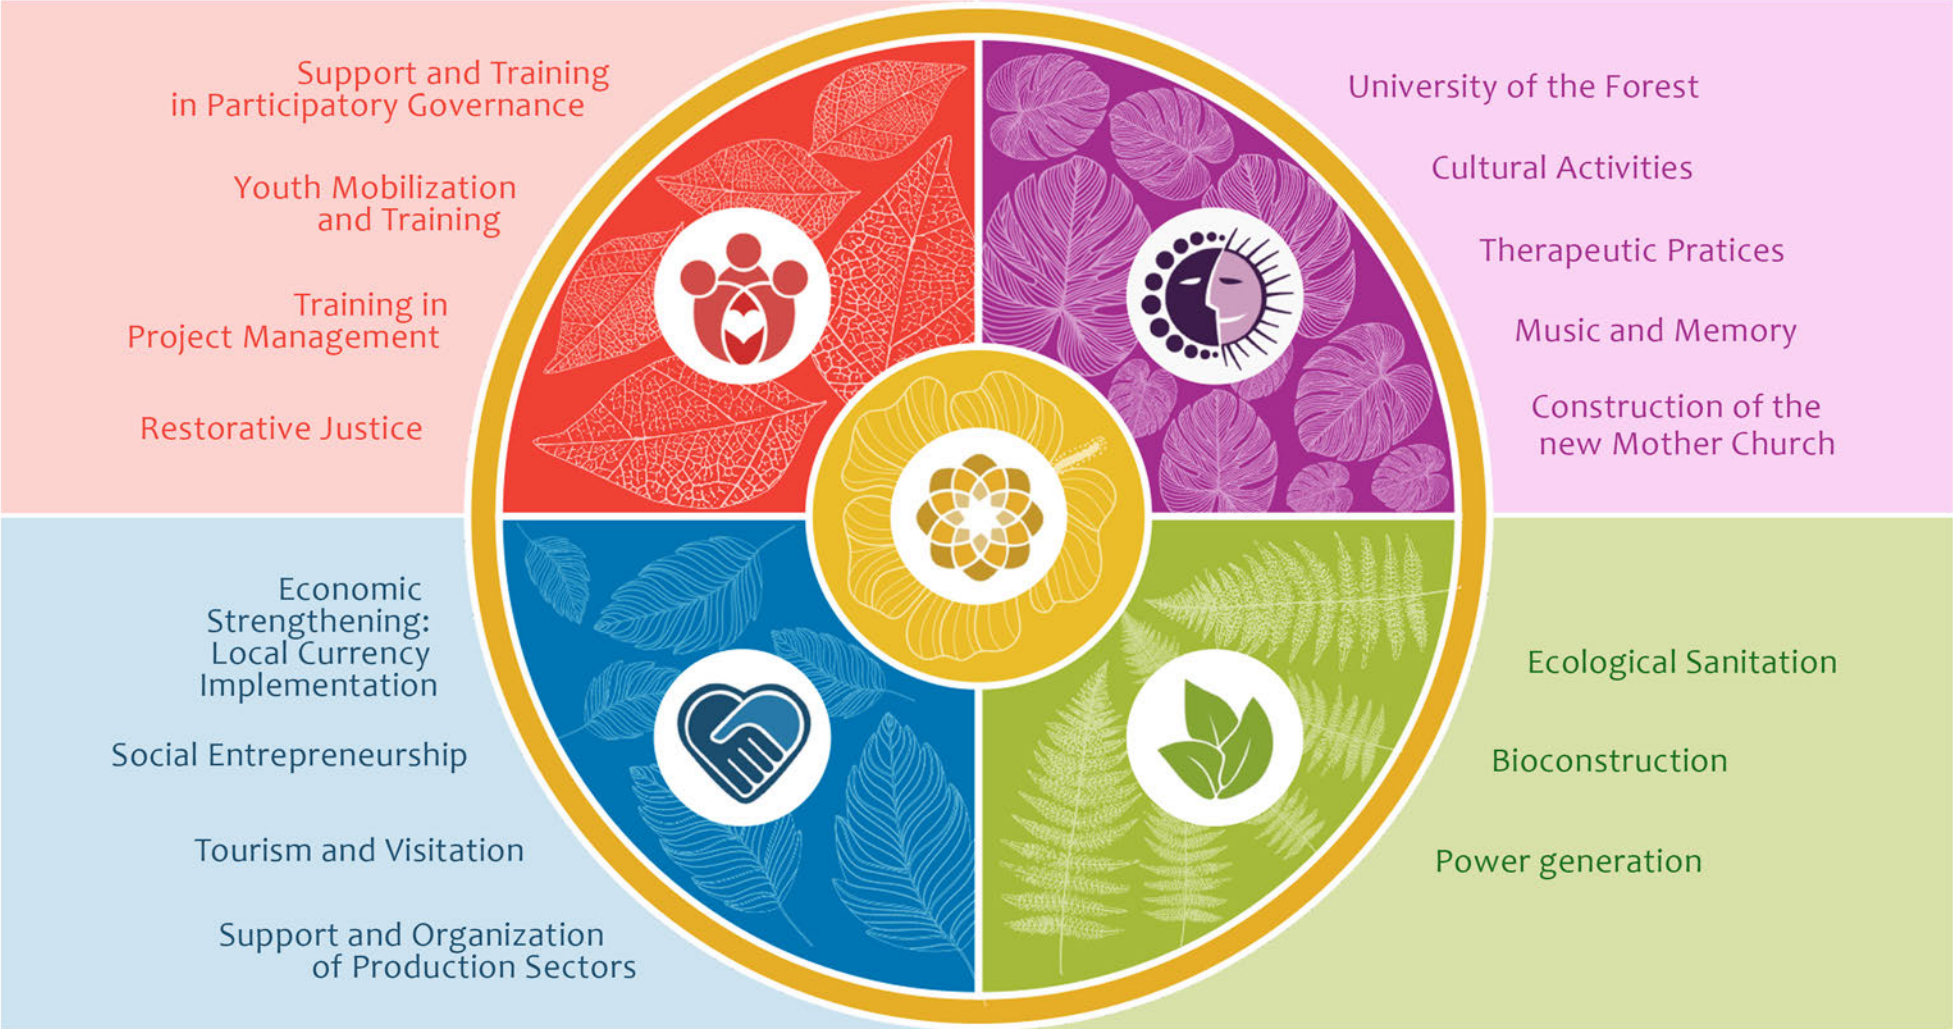 Support and Training
in Participatory Governance
Youth Mobilization
and Training
Training in
Project Management
Restorative Justice
University of the Forest
Cultural Activities
Therapeutic Pratices
Music and Memory
Construction of the
new Mother Church
Economic
Strengthening:
Local Currency
Implementation
Social Entrepreneurship
Tourism and Visitation
Support and Organization
of Production Sectors
Ecological Sanitation
Bioconstruction
Power generation